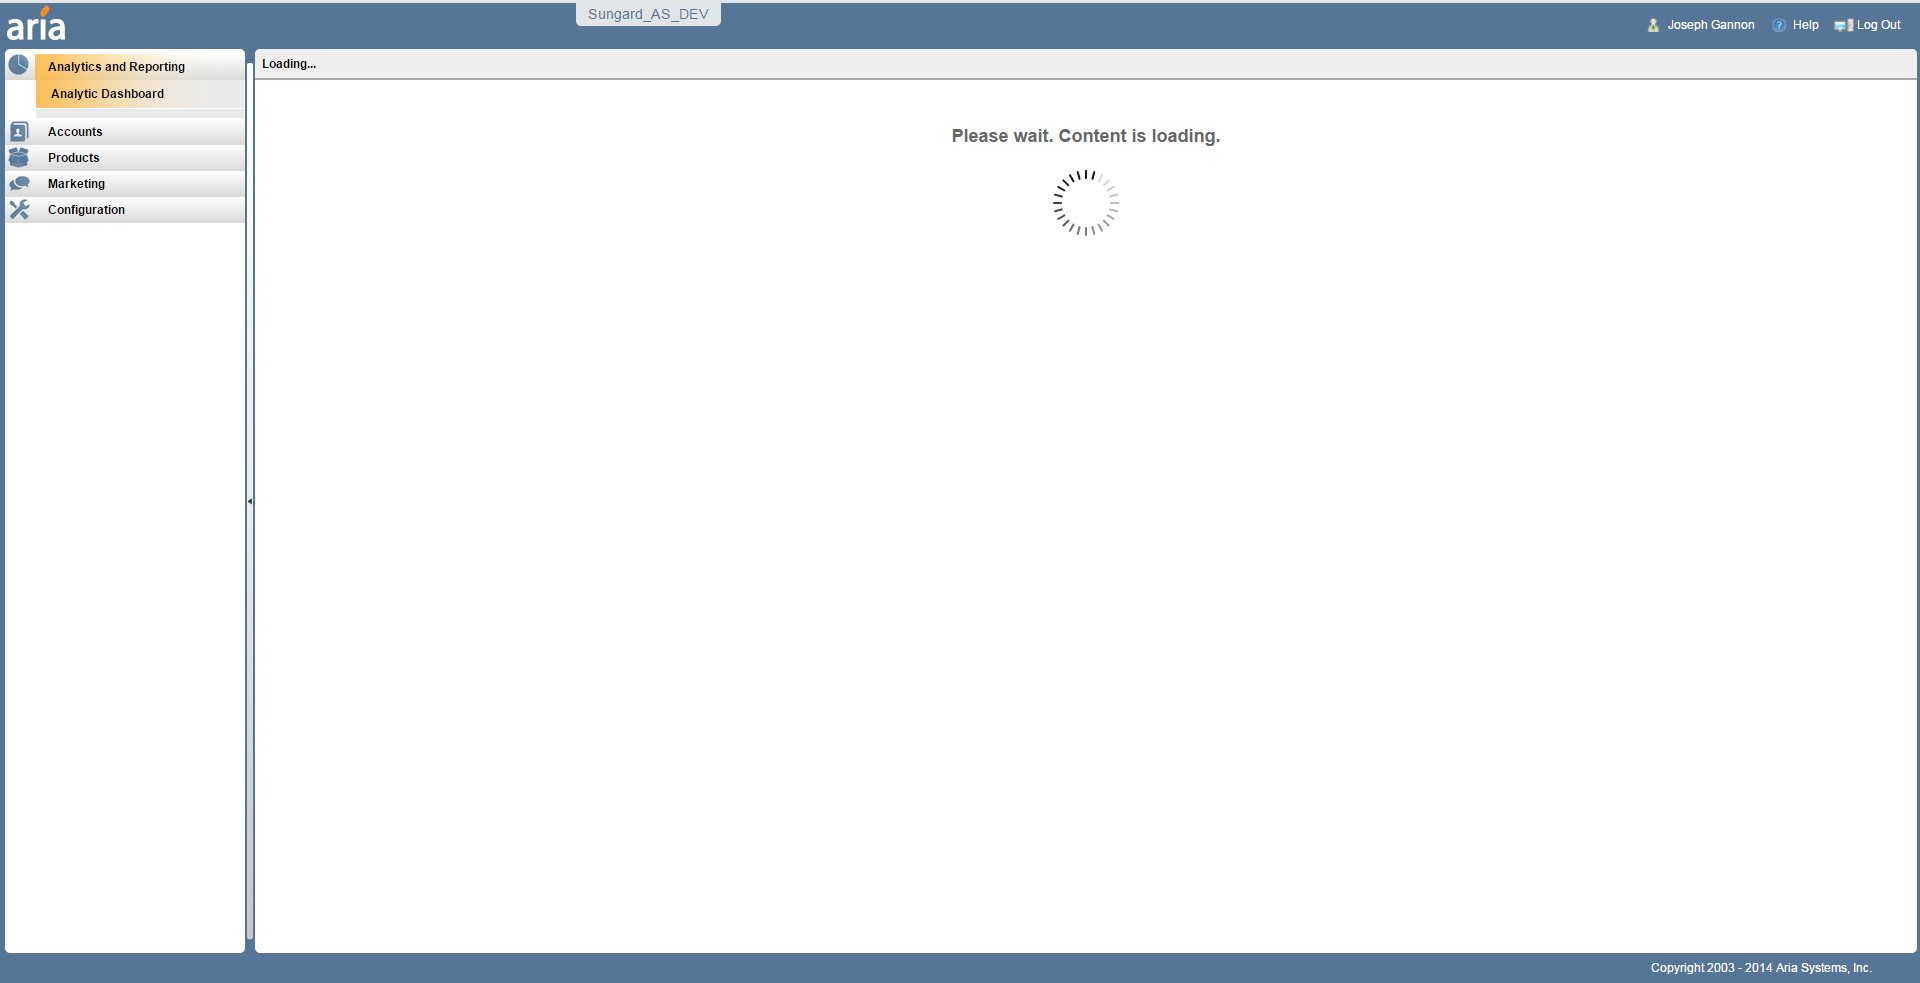 aria
Sungard_AS_DEV
Joseph Gannon
? Help
Log Out
Analytics and Reporting
Analytic Dashboard
Accounts
Products
Marketing
Configuration
Loading...
Please wait. Content is loading.
Copyright 2003 - 2014 Aria Systems, Inc.